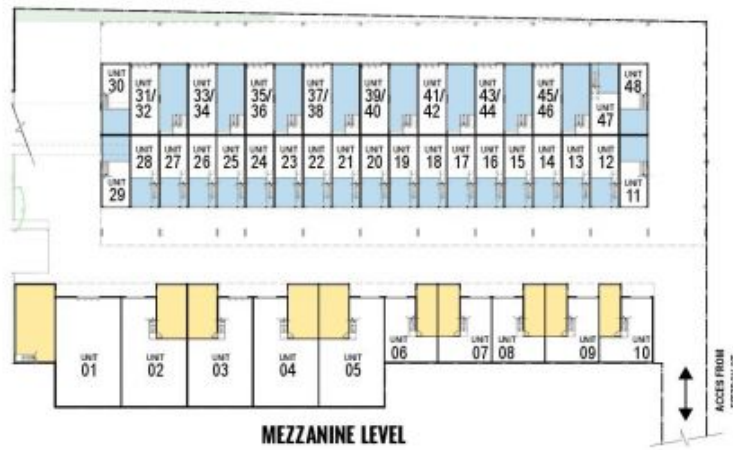 UNIT
30
UNIT
31/
32
UNIT
33/
34
UNIT
35/
36
UNIT
37/
38
UNIT
39/
40
UNIT
41/
42
UNIT
43/
44
UNIT
45/
46
UNIT
47
UNIT
48
UNIT
29
UNIT
28
UNIT
27
UNIT
26
UNIT
25
UNIT
24
UNIT
23
UNIT
22
UNIT
21
UNIT
20
UNIT
19
UNIT
18
UNIT
17
UNIT
16
UNIT
15
UNIT
14
UNIT
13
UNIT
12
UNIT
11
UNIT
01
UNIT
02
UNIT
03
UNIT
04
UNIT
05
UNIT
06
UNIT
07
UNIT
08
UNIT
09
UNIT
10
ACCES FROM
MEZZANINE LEVEL